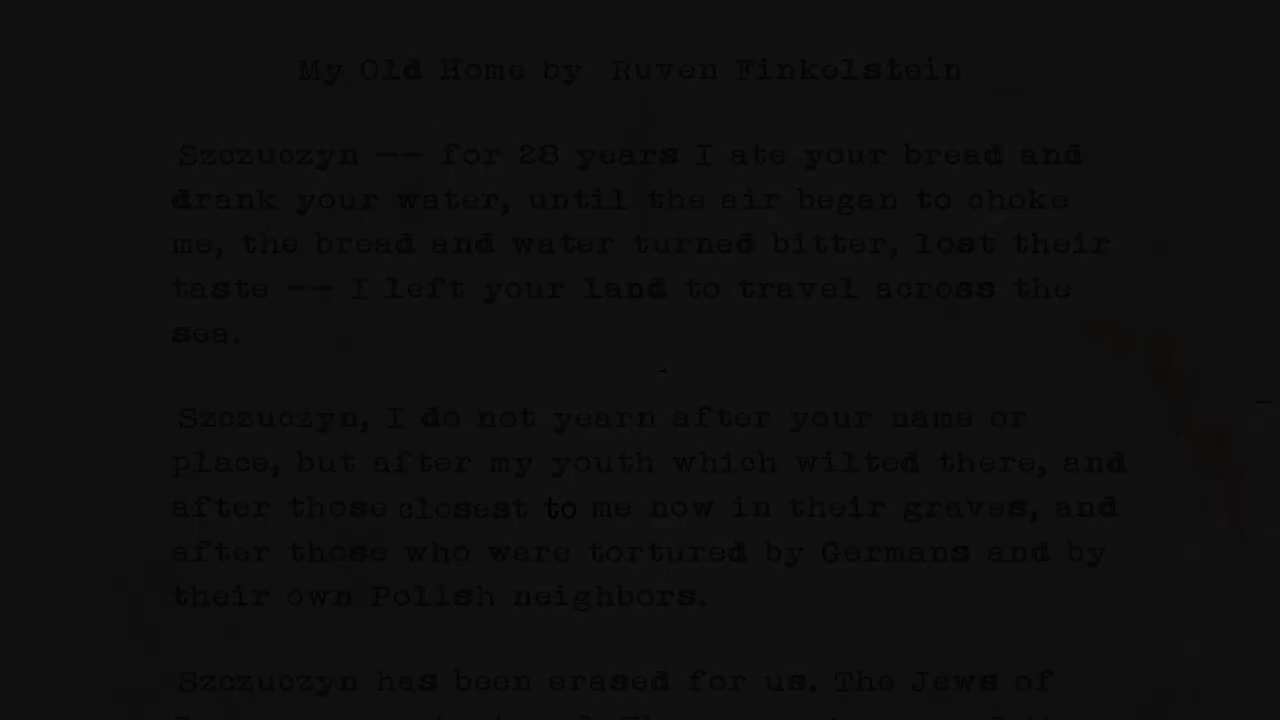 My Old Home by Ruven Finkelstein
Szczuczyn -- for 28 years I ate your bread and
drank your water, until the air began to choke
me, the bread and water turned bitter, lost their
taste -- I left your land to travel across the
sea.
Szczuczyn, I do not yearn after your name or
place, but after my youth which wilted there, and
after those closest to me now in their graves, and
after those who were tortured by Germans and by
their own Polish neighbors.
Szczuczyn has been erased for us. The Jews of